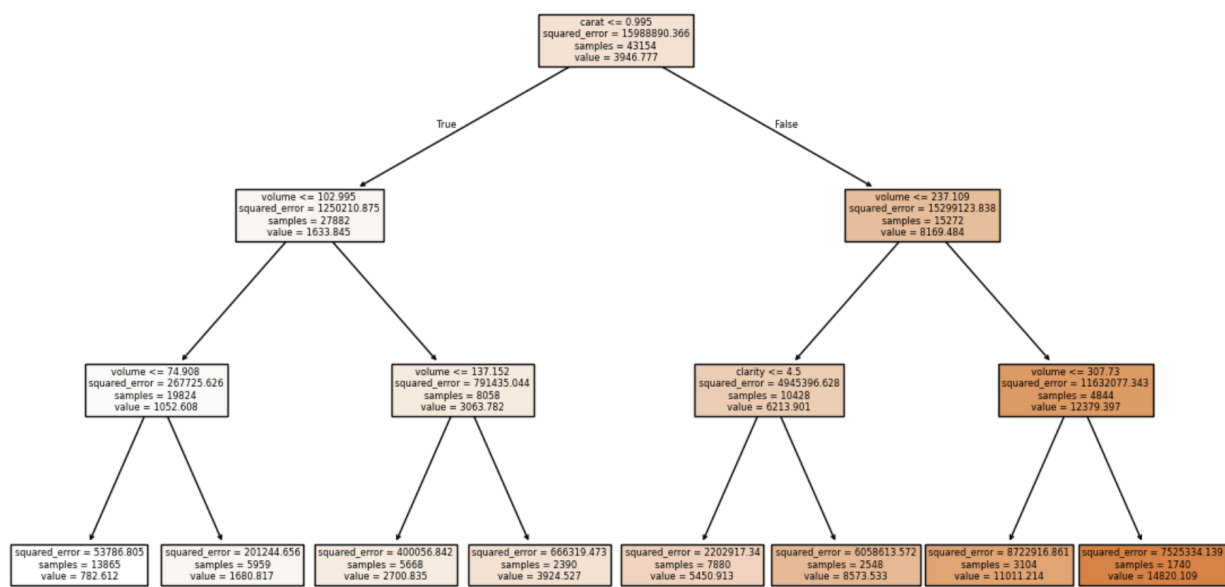 carat <= 0.995
squared_error = 15988890.366
samples = 43154
value = 3946.777
True
False
volume <= 102.995
squared_error = 1250210.875
samples = 27882
value = 1633.845
volume <= 237.109
squared_error = 15299123.838
samples = 15272
value = 8169.484
volume <= 74.908
squared_error = 267725.626
samples = 19824
value = 1052.608
volume <= 137.152
squared_error = 791435.044
samples = 8058
value = 3063.782
clarity <= 4.5
squared_error = 4945396.628
samples = 10428
value = 6213.901
volume <= 307.73
squared_error = 11632077.343
samples = 4844
value = 12379.397
squared_error = 53786.805
samples = 13865
value = 782.612
squared_error = 201244.656
samples = 5959
value = 1680.817
squared_error = 400056.842
samples = 5668
value = 2700.835
squared_error = 666319.473
samples = 2390
value = 3924.527
squared_error = 2202917.34
samples = 7880
value = 5450.913
squared_error = 6058613.572
samples = 2548
value = 8573.533
squared_error = 8722916.861
samples = 3104
value = 11011.214
squared_error = 7525334.139
samples = 1740
value = 14820.109